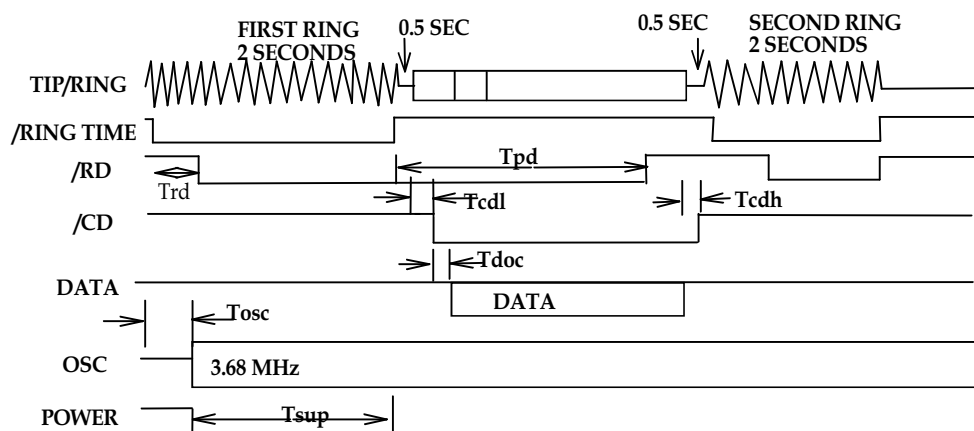 FIRST RING
2 SECONDS
0.5 SEC
0.5 SEC
SECOND RING
2 SECONDS
TIP/RING
/RING TIME
/RD
Trd
Tpd
Tcdl
Tcdh
/CD
Tdoc
DATA
DATA
Tosc
OSC
3.68 MHz
POWER
Tsup